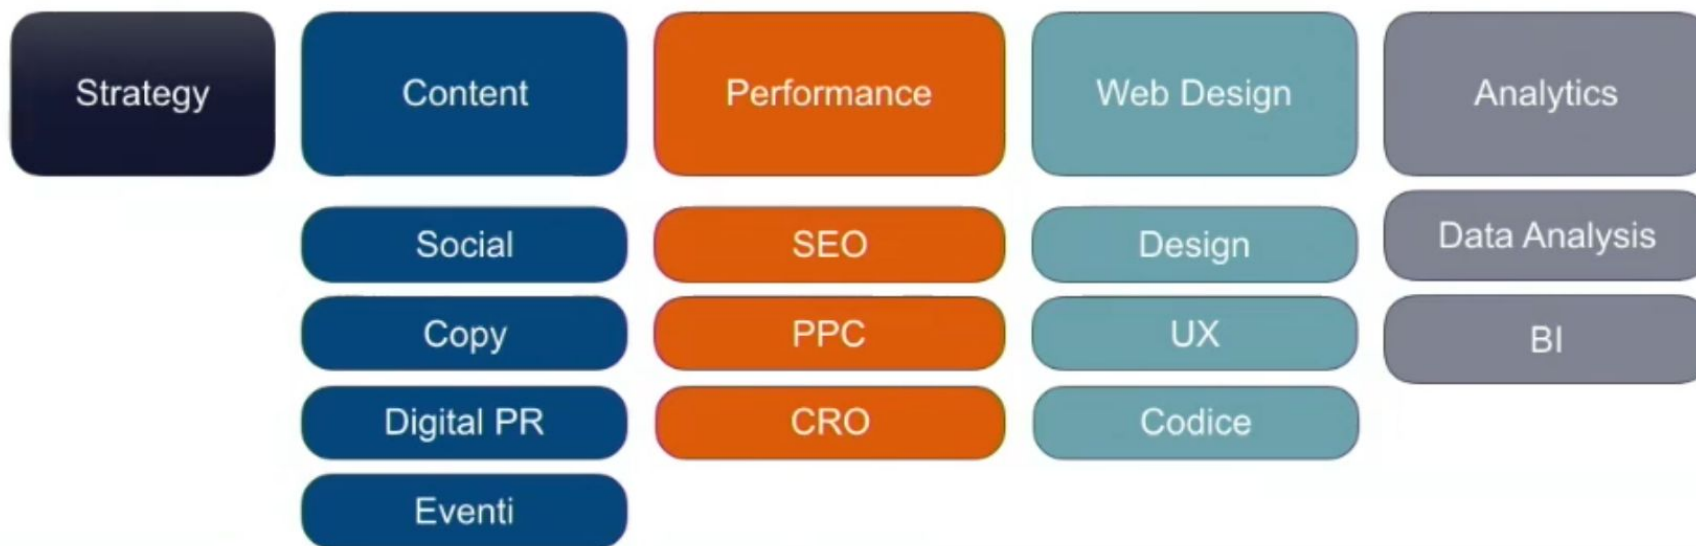 Strategy
Content
Performance
Web Design
Analytics
Social
SEO
Design
Data Analysis
Copy
PPC
UX
BI
Digital PR
CRO
Codice
Eventi